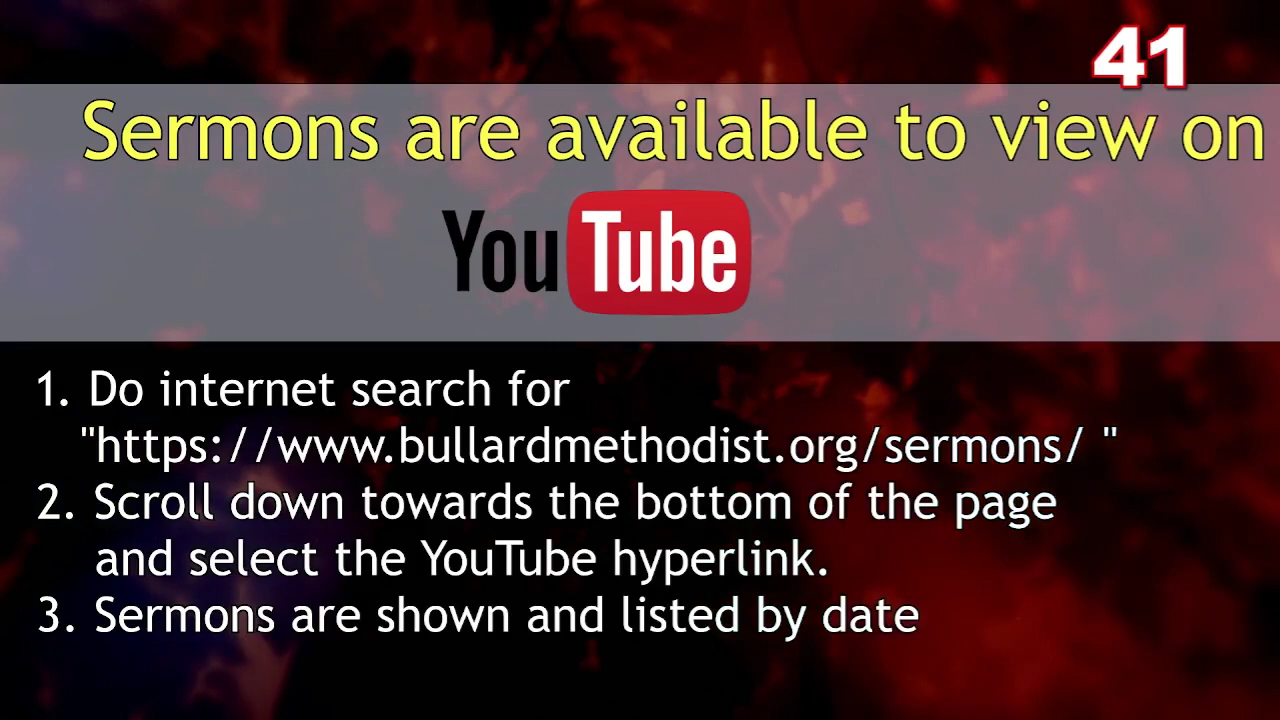 41
Sermons are available to view on
YouTube
1. Do internet search for
"https://www.bullardmethodist.org/sermons/ "
2. Scroll down towards the bottom of the page
and select the YouTube hyperlink.
3. Sermons are shown and listed by date